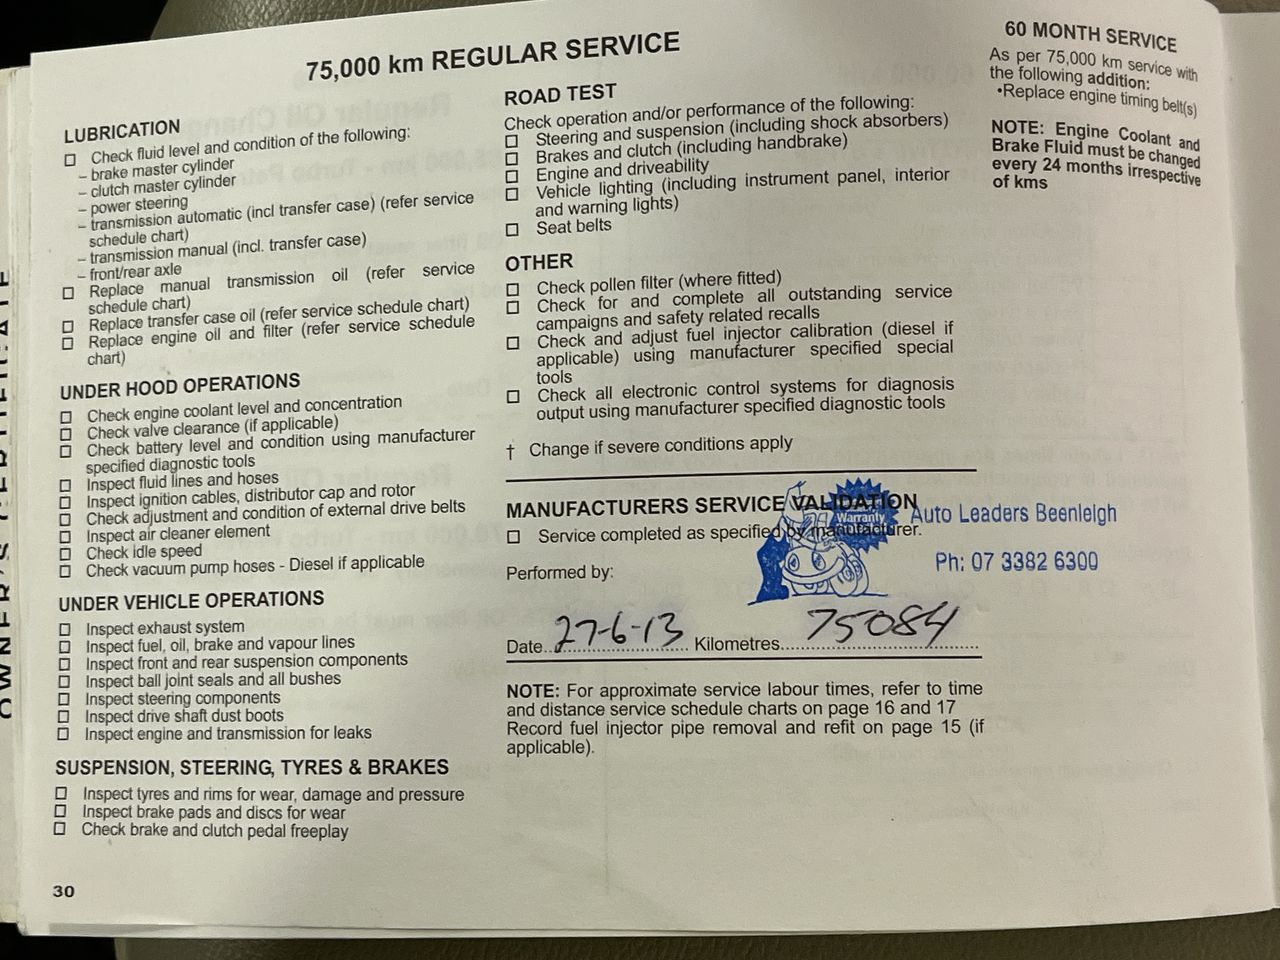 75,000 km REGULAR SERVICE
LUBRICATION
Check fluid level and condition of the following:
– brake master cylinder
– clutch master cylinder
– power steering
– transmission automatic (incl transfer case) (refer service
schedule chart)
– transmission manual (incl. transfer case)
– front/rear axle
Replace manual transmission oil (refer service
schedule chart)
Replace transfer case oil (refer service schedule chart)
Replace engine oil and filter (refer service schedule
chart)
UNDER HOOD OPERATIONS
Check engine coolant level and concentration
Check valve clearance (if applicable)
Check battery level and condition using manufacturer
specified diagnostic tools
Inspect fluid lines and hoses
Inspect ignition cables, distributor cap and rotor
Check adjustment and condition of external drive belts
Inspect air cleaner element
Check idle speed
Check vacuum pump hoses - Diesel if applicable
UNDER VEHICLE OPERATIONS
Inspect exhaust system
Inspect fuel, oil, brake and vapour lines
Inspect front and rear suspension components
Inspect ball joint seals and all bushes
Inspect steering components
Inspect drive shaft dust boots
Inspect engine and transmission for leaks
SUSPENSION, STEERING, TYRES & BRAKES
Inspect tyres and rims for wear, damage and pressure
Inspect brake pads and discs for wear
Check brake and clutch pedal freeplay
30
ROAD TEST
Check operation and/or performance of the following:
Steering and suspension (including shock absorbers)
Brakes and clutch (including handbrake)
Engine and driveability
Vehicle lighting (including instrument panel, interior
and warning lights)
Seat belts
OTHER
Check pollen filter (where fitted)
Check for and complete all outstanding service
campaigns and safety related recalls
Check and adjust fuel injector calibration (diesel if
applicable) using manufacturer specified special
tools
Check all electronic control systems for diagnosis
output using manufacturer specified diagnostic tools
† Change if severe conditions apply
MANUFACTURERS SERVICE VALIDATION
Service completed as specified by manufacturer.
Warranty
Auto Leaders Beenleigh
Ph: 07 3382 6300
Performed by:
Date.. 27-6-13 Kilometres... 75084
NOTE: For approximate service labour times, refer to time
and distance service schedule charts on page 16 and 17
Record fuel injector pipe removal and refit on page 15 (if
applicable).
60 MONTH SERVICE
As per 75,000 km service with
the following addition:
•Replace engine timing belt(s)
NOTE: Engine Coolant and
Brake Fluid must be changed
every 24 months irrespective
of kms